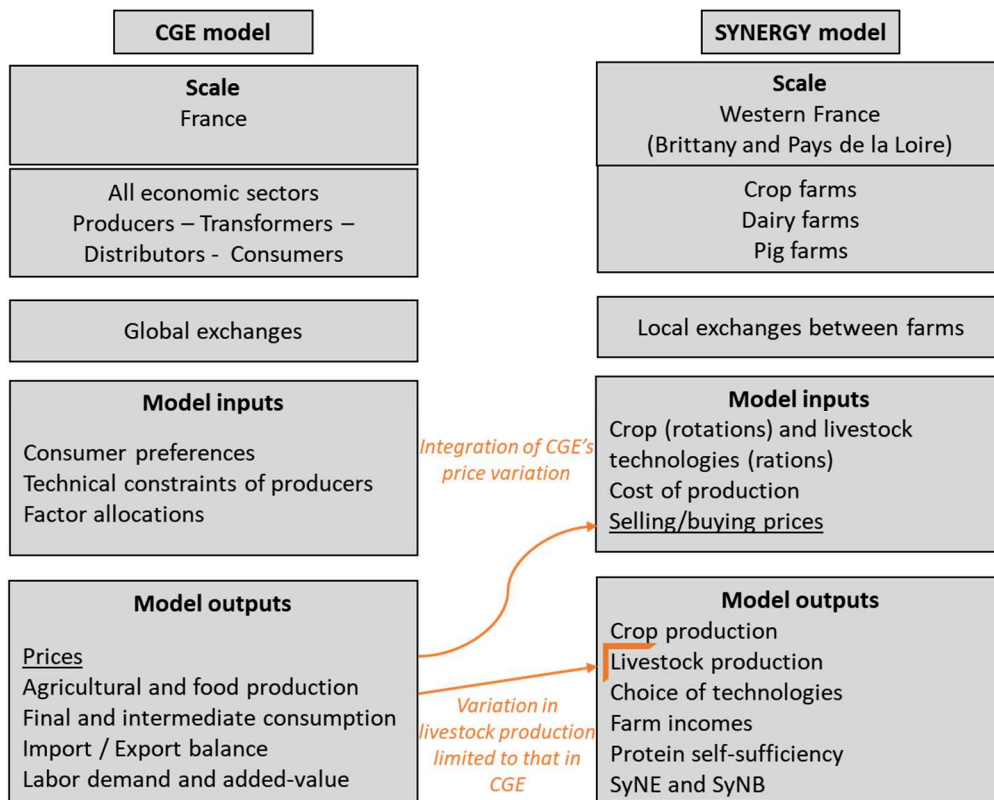 CGE model
Scale
France
All economic sectors
Producers – Transformers –
Distributors - Consumers
Global exchanges
Model inputs
Consumer preferences
Technical constraints of producers
Factor allocations
Model outputs
Prices
Agricultural and food production
Final and intermediate consumption
Import / Export balance
Labor demand and added-value
Integration of CGE's
price variation
Variation in
livestock production
limited to that in
CGE
SYNERGY model
Scale
Western France
(Brittany and Pays de la Loire)
Crop farms
Dairy farms
Pig farms
Local exchanges between farms
Model inputs
Crop (rotations) and livestock
technologies (rations)
Cost of production
Selling/buying prices
Model outputs
Crop production
Livestock production
Choice of technologies
Farm incomes
Protein self-sufficiency
SyNE and SyNB